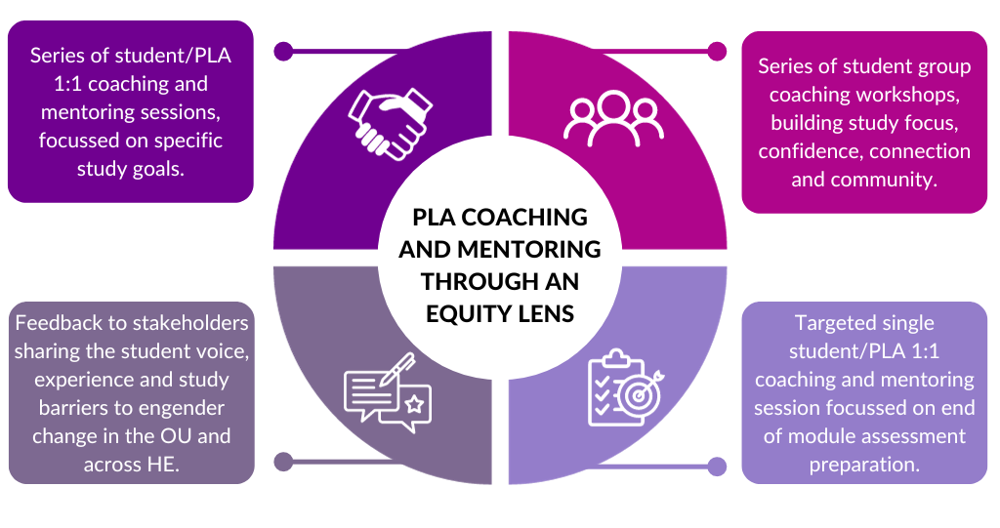 Series of student/PLA
1:1 coaching and
mentoring sessions,
focussed on specific
study goals.
Series of student group
coaching workshops,
building study focus,
confidence, connection
and community.
PLA COACHING
AND MENTORING
THROUGH AN
EQUITY LENS
Feedback to stakeholders
sharing the student voice,
experience and study
barriers to engender
change in the OU and
across HE.
Targeted single
student/PLA 1:1
coaching and mentoring
session focussed on end
of module assessment
preparation.